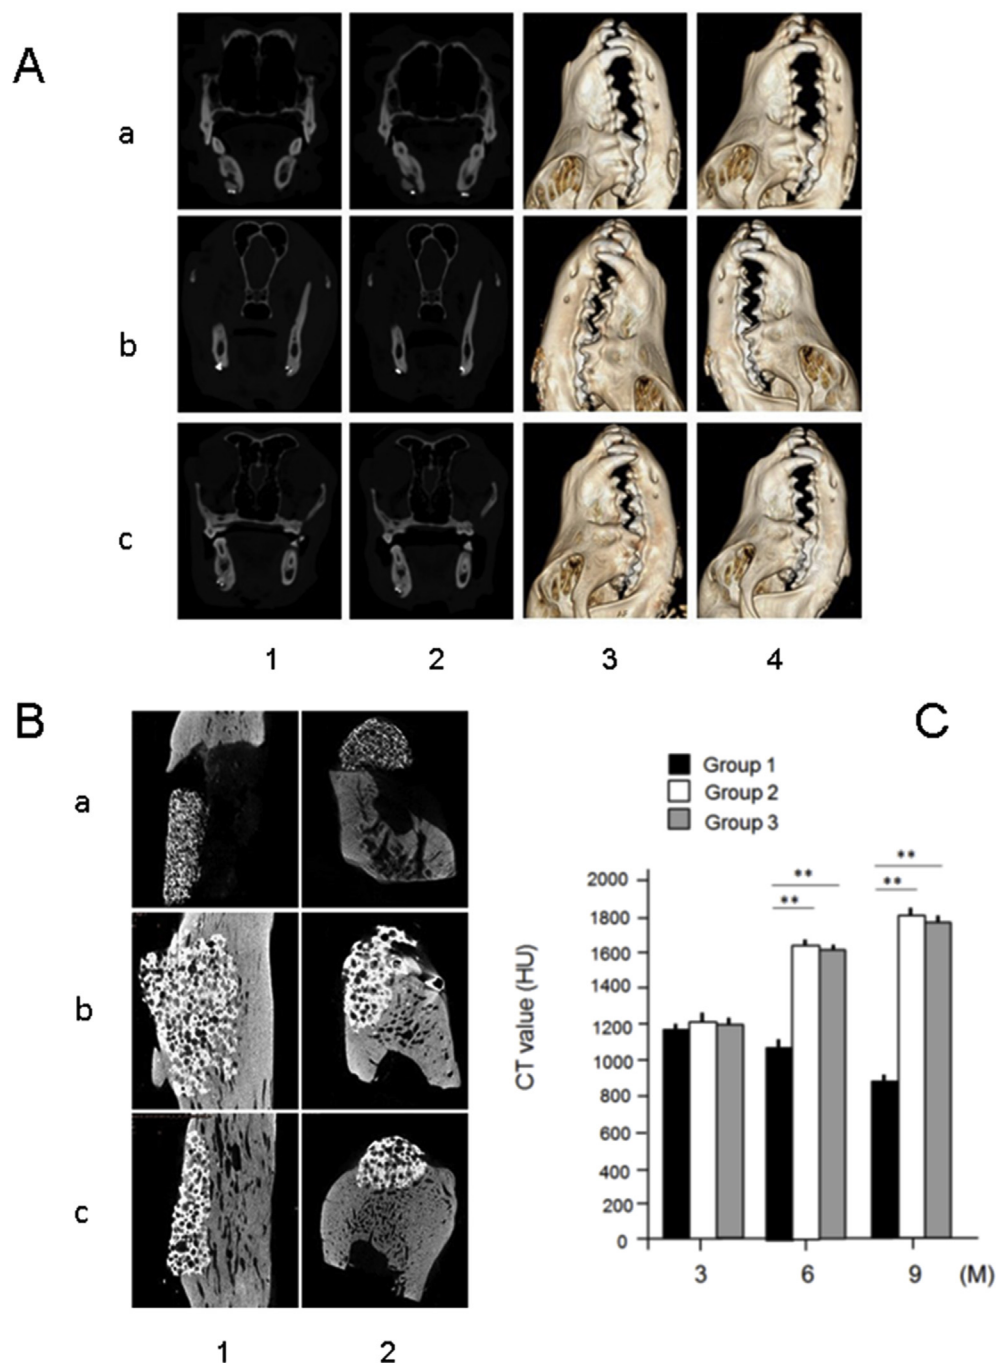 A
a
b
c
1 2 3 4
B
C
a
b
c
1 2
Group 1
Group 2
Group 3
** **
** **
CT value (HU)
2000
1800
1600
1400
1200
1000
800
600
400
200
0
3 6 9 (M)